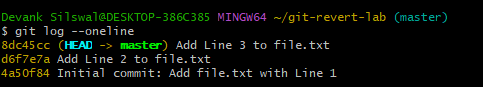 Devank Silswal@DESKTOP-386C385 MINGW64 ~/git-revert-lab (master)
$ git log --oneline
8dc45cc (HEAD -> master) Add Line 3 to file.txt
d6f7e7a Add Line 2 to file.txt
4a50f84 Initial commit: Add file.txt with Line 1